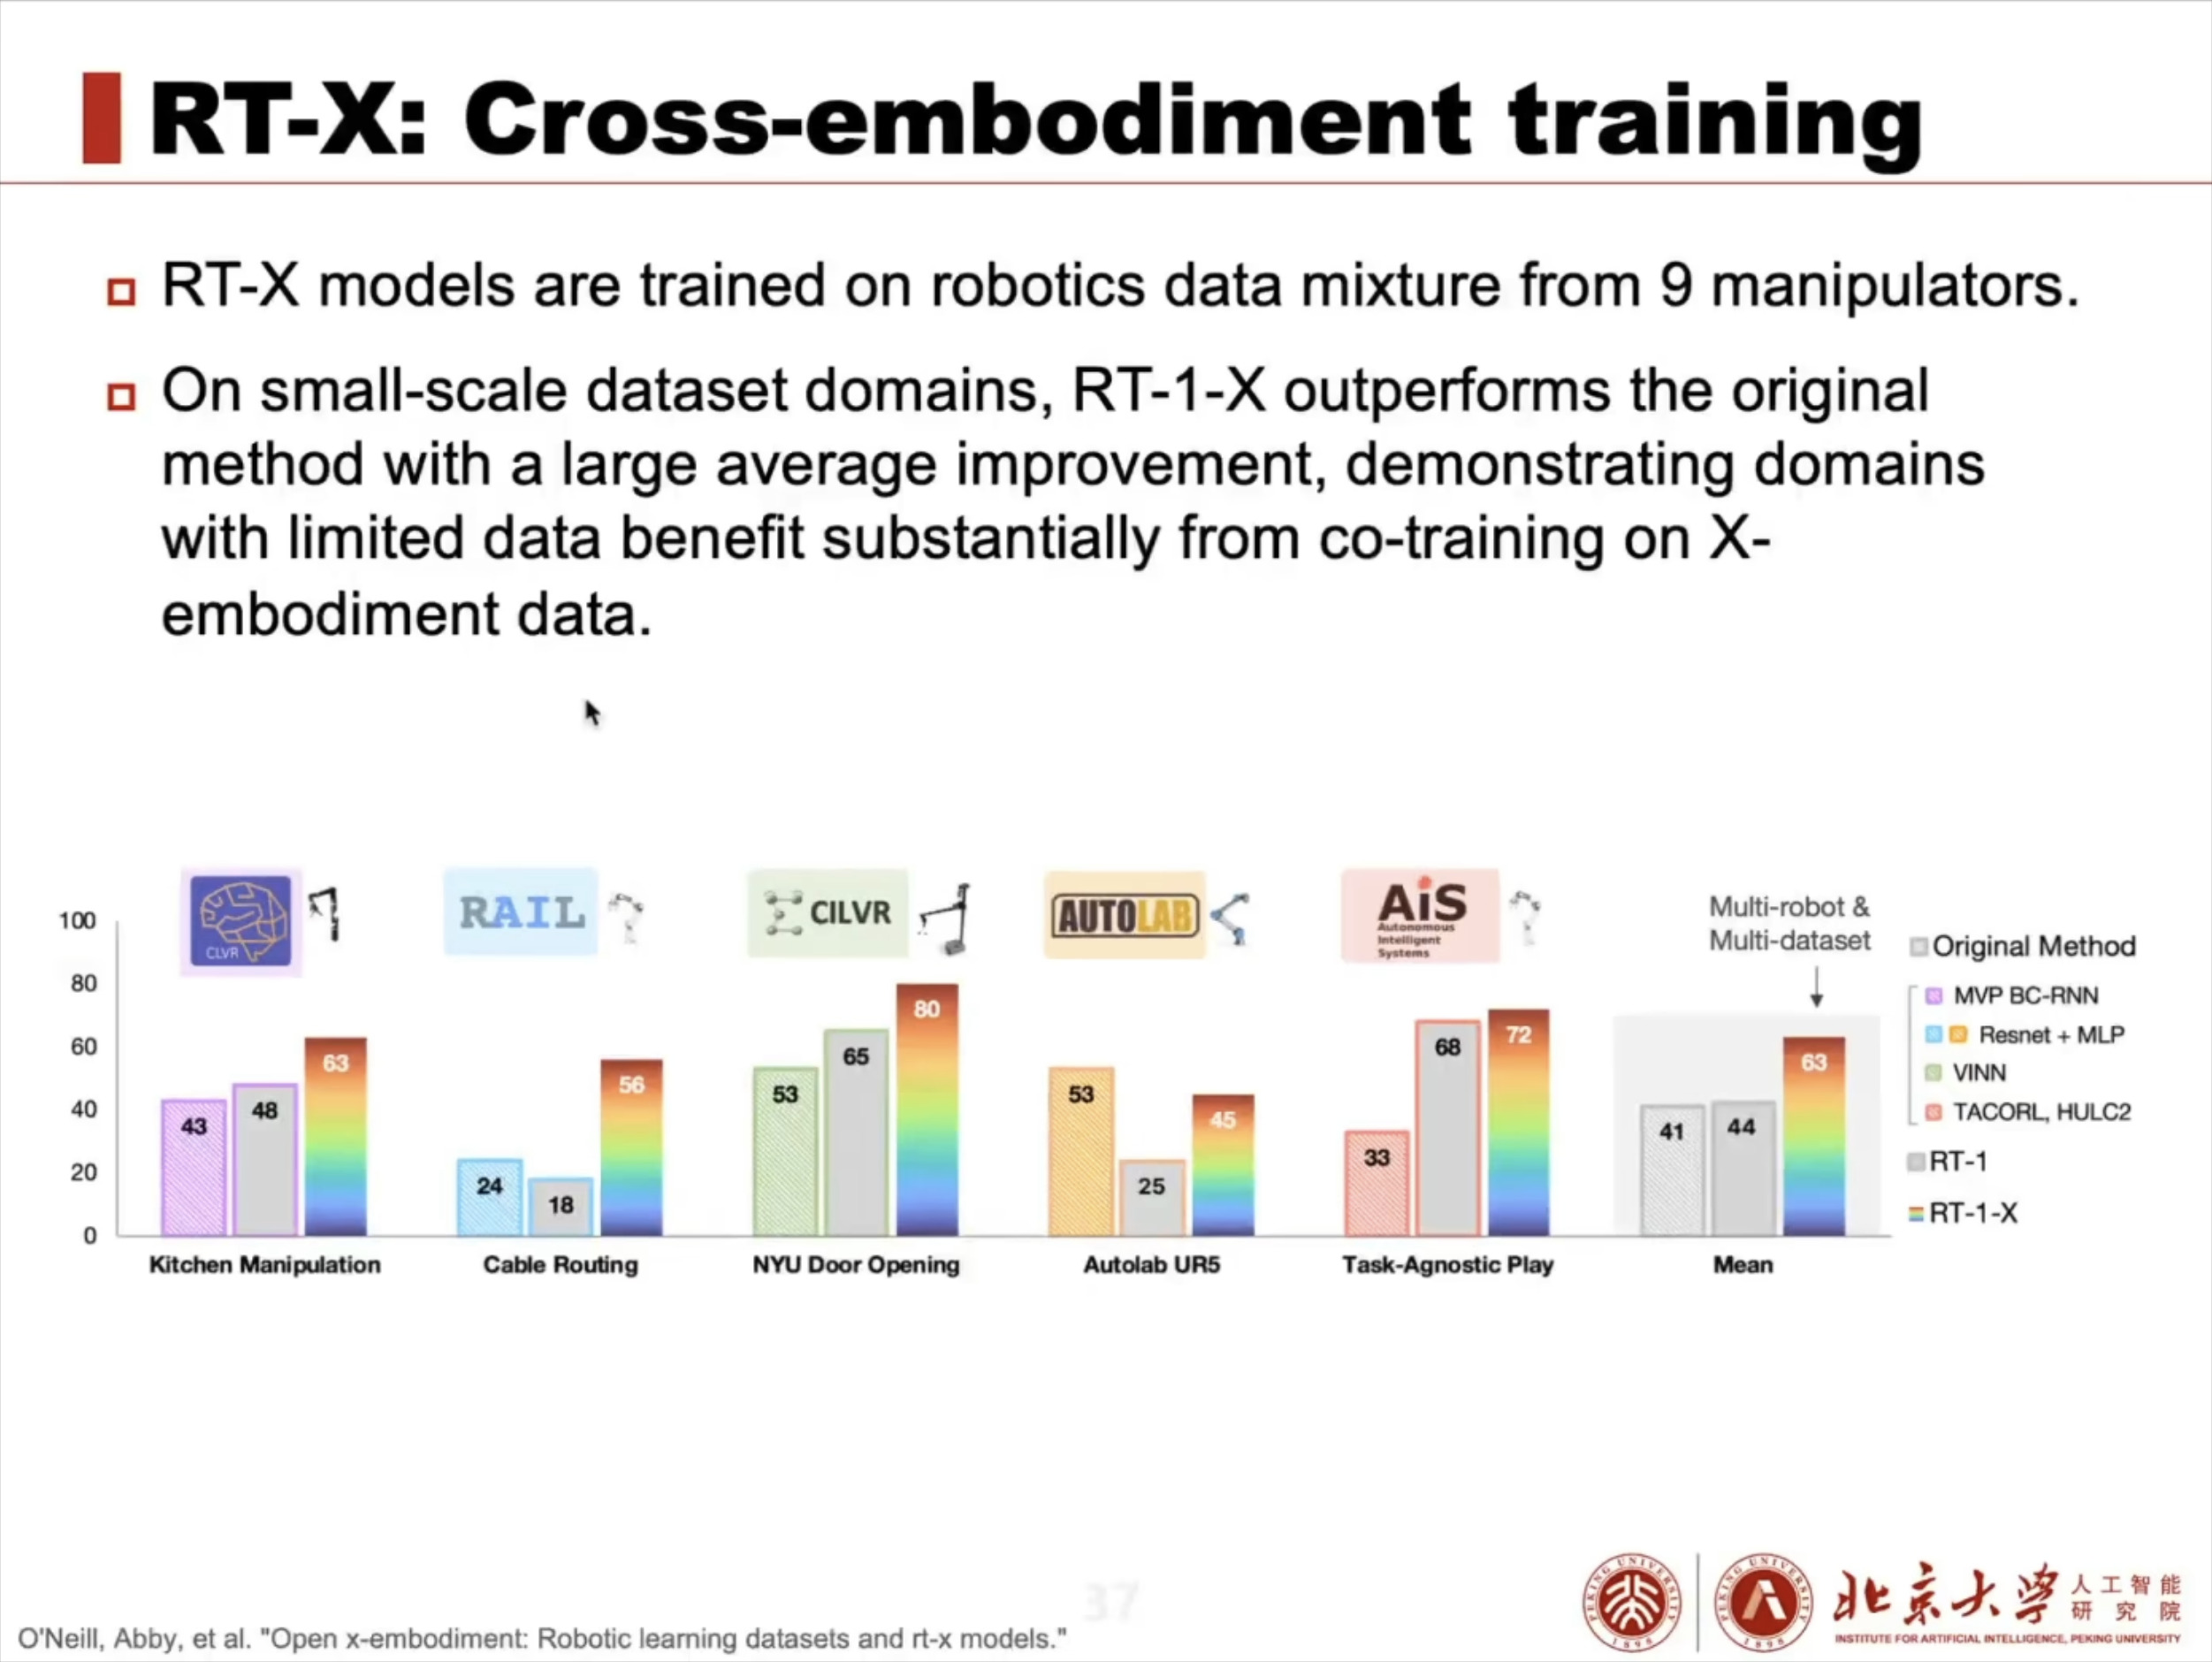 RT-X: Cross-embodiment training
RT-X models are trained on robotics data mixture from 9 manipulators.
On small-scale dataset domains, RT-1-X outperforms the original
method with a large average improvement, demonstrating domains
with limited data benefit substantially from co-training on X-
embodiment data.
CLVR
RAIL
CILVR
AUTOLAB
AiS
Autonomous
Intelligent
Systems
Multi-robot &
Multi-dataset
100
80
60
40
20
0
43
48
63
24
18
56
53
65
80
53
25
45
33
68
72
41
44
63
Kitchen Manipulation
Cable Routing
NYU Door Opening
Autolab UR5
Task-Agnostic Play
Mean
Original Method
MVP BC-RNN
Resnet + MLP
VINN
TACORL, HULC2
RT-1
RT-1-X
37
O'Neill, Abby, et al. "Open x-embodiment: Robotic learning datasets and rt-x models."
PEKING UNIVERSITY
1898
PEKING UNIVERSITY
1898
北京大学
人工智能
研究院
INSTITUTE FOR ARTIFICIAL INTELLIGENCE, PEKING UNIVERSITY